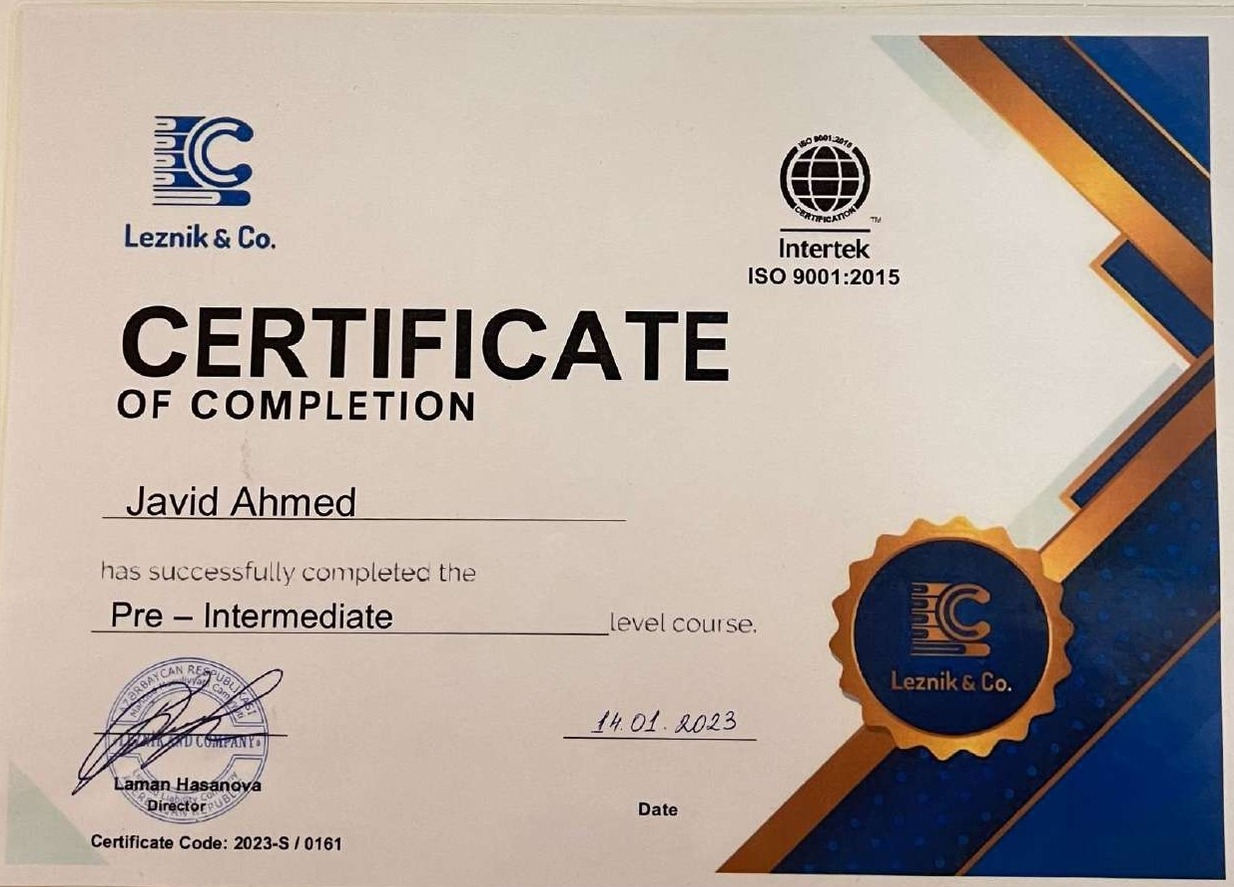 Leznik & Co.
ISO 9001:2015
CERTIFICATION
TM
Intertek
ISO 9001:2015
CERTIFICATE
OF COMPLETION
Javid Ahmed
has successfully completed the
Pre – Intermediate level course.
AZƏRBAYCAN RESPUBLİKASI
LEZNIK AND COMPANY
14.01.2023
Laman Hasanova
Director
Date
Certificate Code: 2023-S / 0161
Leznik & Co.